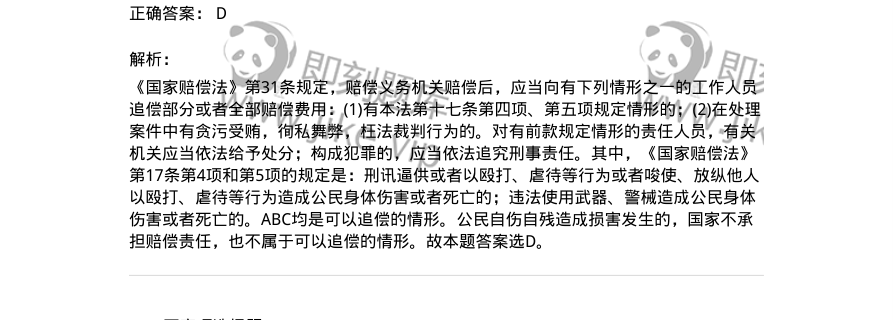 正确答案： D
解析：
《国家赔偿法》第31条规定，赔偿义务机关赔偿后，应当向有下列情形之一的工作人员
追偿部分或者全部赔偿费用：(1)有本法第十七条第四项、第五项规定情形的；(2)在处理
案件中有贪污受贿，徇私舞弊，枉法裁判行为的。对有前款规定情形的责任人员，有关
机关应当依法给予处分；构成犯罪的，应当依法追究刑事责任。其中，《国家赔偿法》
第17条第4项和第5项的规定是：刑讯逼供或者以殴打、虐待等行为或者唆使、放纵他人
以殴打、虐待等行为造成公民身体伤害或者死亡的；违法使用武器、警械造成公民身体
伤害或者死亡的。ABC均是可以追偿的情形。公民自伤自残造成损害发生的，国家不承
担赔偿责任，也不属于可以追偿的情形。故本题答案选D。
即刻题库
www.jike.vip
即刻